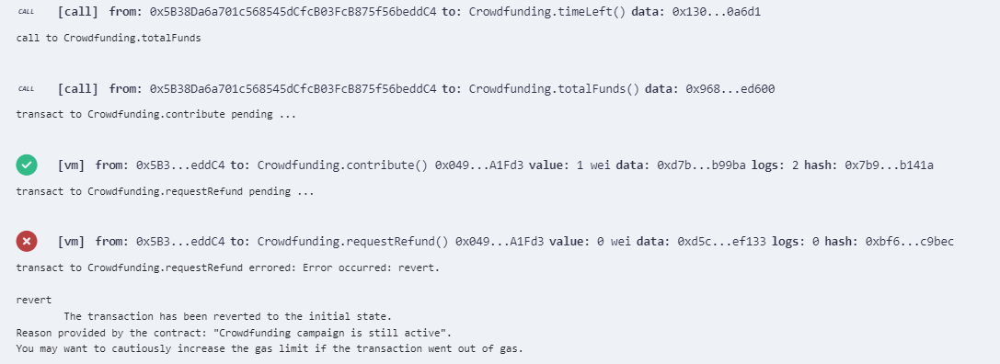 CALL [call] from: 0x5B38Da6a701c568545dCfcB03FcB875f56beddC4 to: Crowdfunding.timeLeft() data: 0x130...0a6d1
call to Crowdfunding.totalFunds
CALL [call] from: 0x5B38Da6a701c568545dCfcB03FcB875f56beddC4 to: Crowdfunding.totalFunds() data: 0x968...ed600
transact to Crowdfunding.contribute pending ...
[vm] from: 0x5B3...eddC4 to: Crowdfunding.contribute() 0x049...A1Fd3 value: 1 wei data: 0xd7b...b99ba logs: 2 hash: 0x7b9...b141a
transact to Crowdfunding.requestRefund pending ...
[vm] from: 0x5B3...eddC4 to: Crowdfunding.requestRefund() 0x049...A1Fd3 value: 0 wei data: 0xd5c...ef133 logs: 0 hash: 0xbf6...c9bec
transact to Crowdfunding.requestRefund errored: Error occurred: revert.
revert
The transaction has been reverted to the initial state.
Reason provided by the contract: "Crowdfunding campaign is still active".
You may want to cautiously increase the gas limit if the transaction went out of gas.